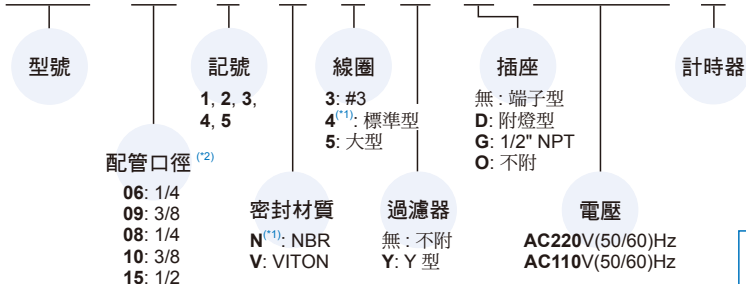 型號
記號
1, 2, 3,
4, 5
線圈
3: #3
4(*1): 標準型
5: 大型
插座
無 : 端子型
D: 附燈型
G: 1/2" NPT
O: 不附
計時器
配管口徑 (*2)
06: 1/4
09: 3/8
08: 1/4
10: 3/8
15: 1/2
密封材質
N(*1): NBR
V: VITON
過濾器
無 : 不附
Y: Y 型
電壓
AC220V(50/60)Hz
AC110V(50/60)Hz